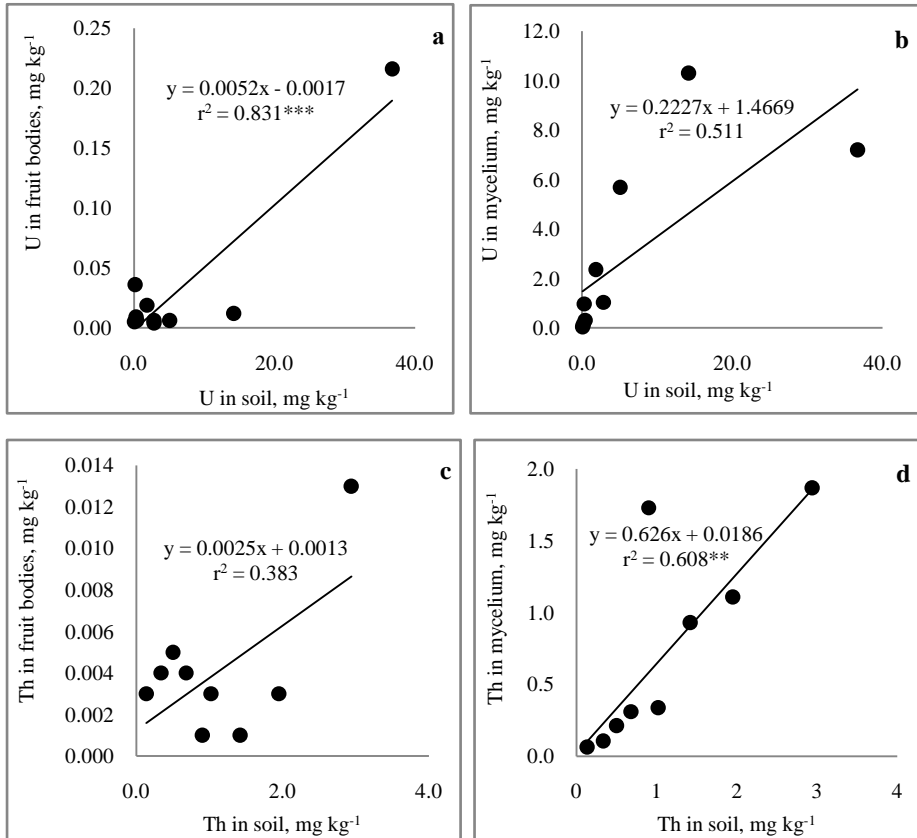 a
0.25
0.20
0.15
0.10
0.05
0.00
U in fruit bodies, mg kg⁻¹
y = 0.0052x - 0.0017
r² = 0.831***
0.0 20.0 40.0
U in soil, mg kg⁻¹
b
12.0
10.0
8.0
6.0
4.0
2.0
0.0
U in mycelium, mg kg⁻¹
y = 0.2227x + 1.4669
r² = 0.511
0.0 20.0 40.0
U in soil, mg kg⁻¹
c
0.014
0.012
0.010
0.008
0.006
0.004
0.002
0.000
Th in fruit bodies, mg kg⁻¹
y = 0.0025x + 0.0013
r² = 0.383
0.0 2.0 4.0
Th in soil, mg kg⁻¹
d
2.0
1.5
1.0
0.5
0.0
Th in mycelium, mg kg⁻¹
y = 0.626x + 0.0186
r² = 0.608**
0 1 2 3 4
Th in soil, mg kg⁻¹